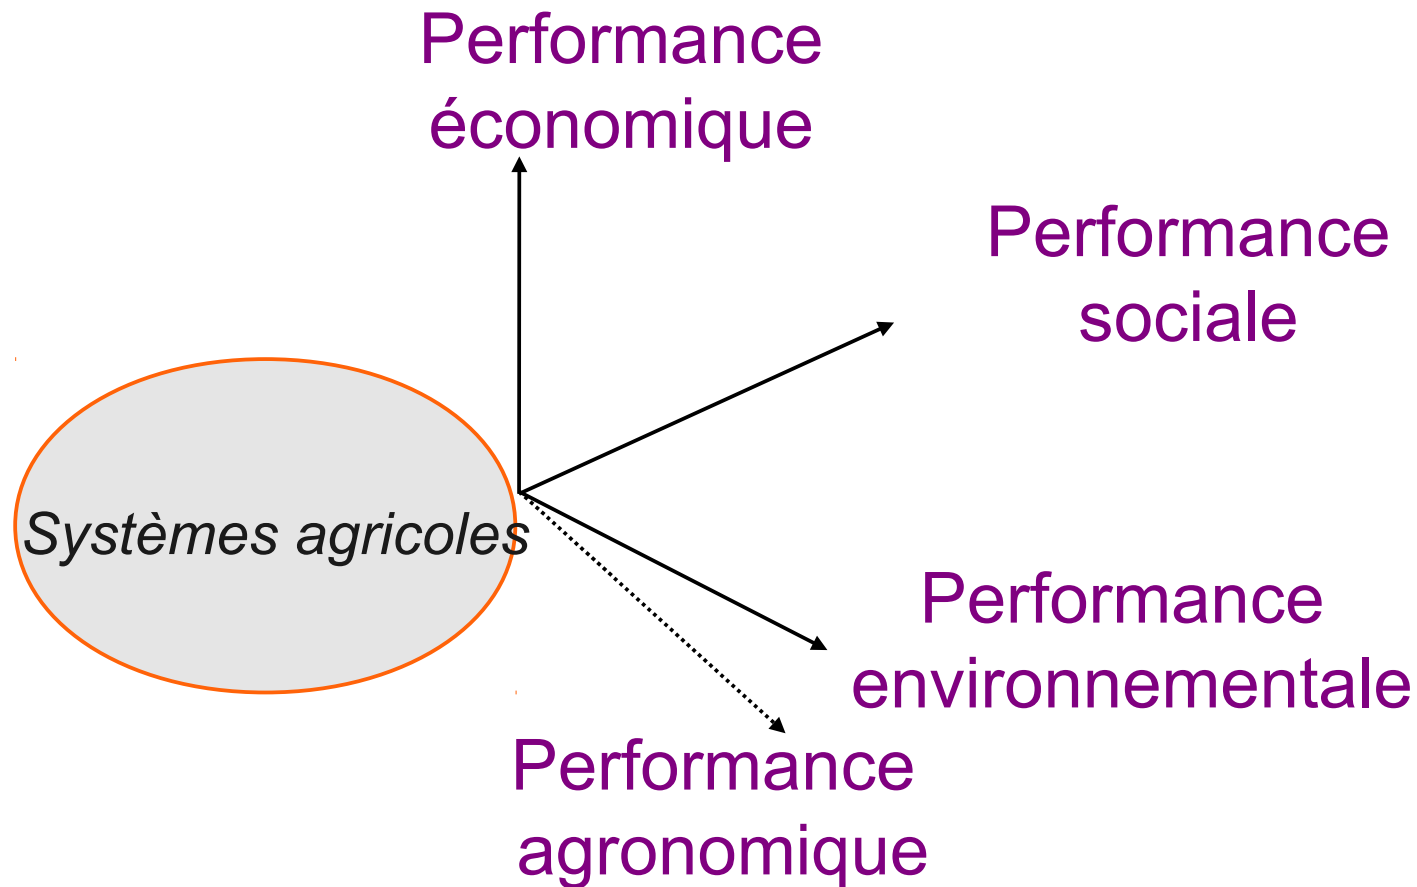 Performance
économique
Performance
sociale
Systèmes agricoles
Performance
environnementale
Performance
agronomique